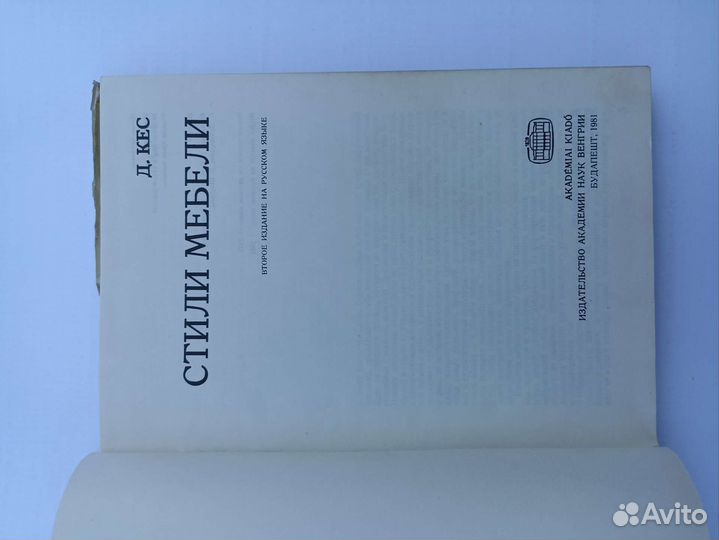 Д. КЕС
СТИЛИ МЕБЕЛИ
ВТОРОЕ ИЗДАНИЕ НА РУССКОМ ЯЗЫКЕ
AKADÉMIAI KIADÓ
ИЗДАТЕЛЬСТВО АКАДЕМИИ НАУК ВЕНГРИИ
БУДАПЕШТ, 1981
Avito